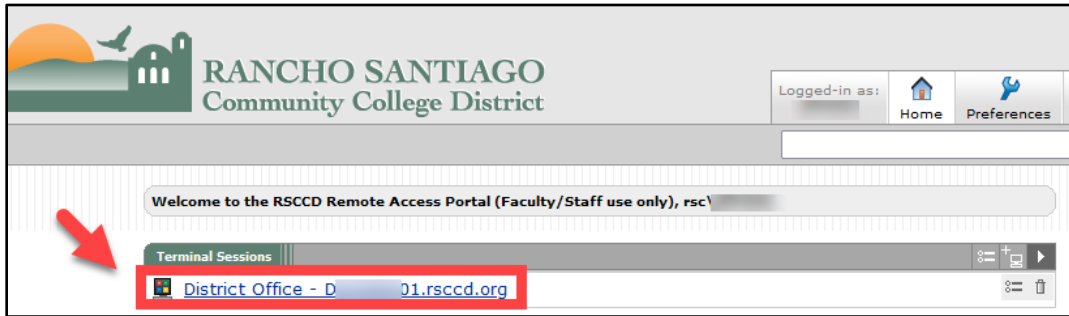 RANCHO SANTIAGO
Community College District
Logged-in as:
Home
Preferences
Welcome to the RSCCD Remote Access Portal (Faculty/Staff use only), rsc\
Terminal Sessions
District Office - D 01.rsccd.org